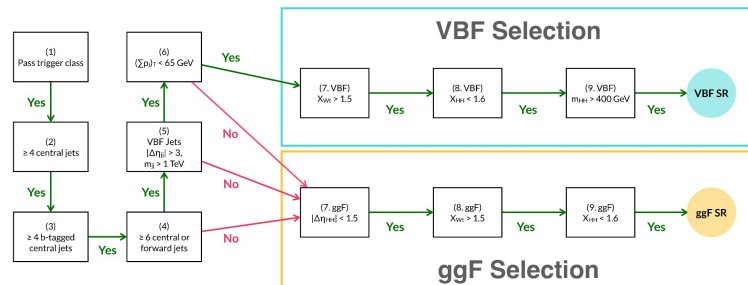 VBF Selection
(1)
Pass trigger class
Yes
(2)
≥ 4 central jets
Yes
(3)
≥ 4 b-tagged
central jets
Yes
(4)
≥ 6 central or
forward jets
Yes
No
(5)
VBF Jets
|Δηjj| > 3,
mjj > 1 TeV
Yes
No
(6)
(∑pj)T < 65 GeV
Yes
No
(7. VBF)
XWt > 1.5
Yes
(8. VBF)
XHH < 1.6
Yes
(9. VBF)
mHH > 400 GeV
Yes
VBF SR
(7. ggF)
|ΔηHH| < 1.5
Yes
(8. ggF)
XWt > 1.5
Yes
(9. ggF)
XHH < 1.6
Yes
ggF SR
ggF Selection